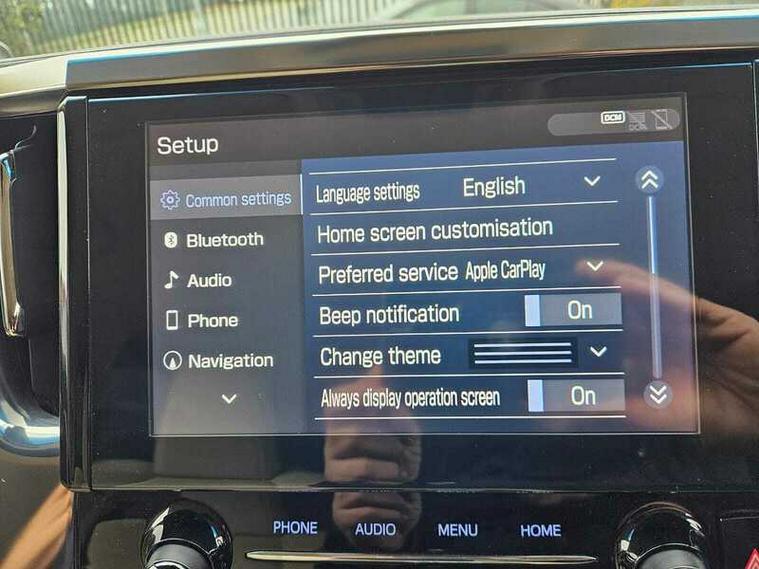 Setup
DCM
Common settings
Bluetooth
Audio
Phone
Navigation
Language settings English
Home screen customisation
Preferred service Apple CarPlay
Beep notification On
Change theme
Always display operation screen On
PHONE AUDIO MENU HOME